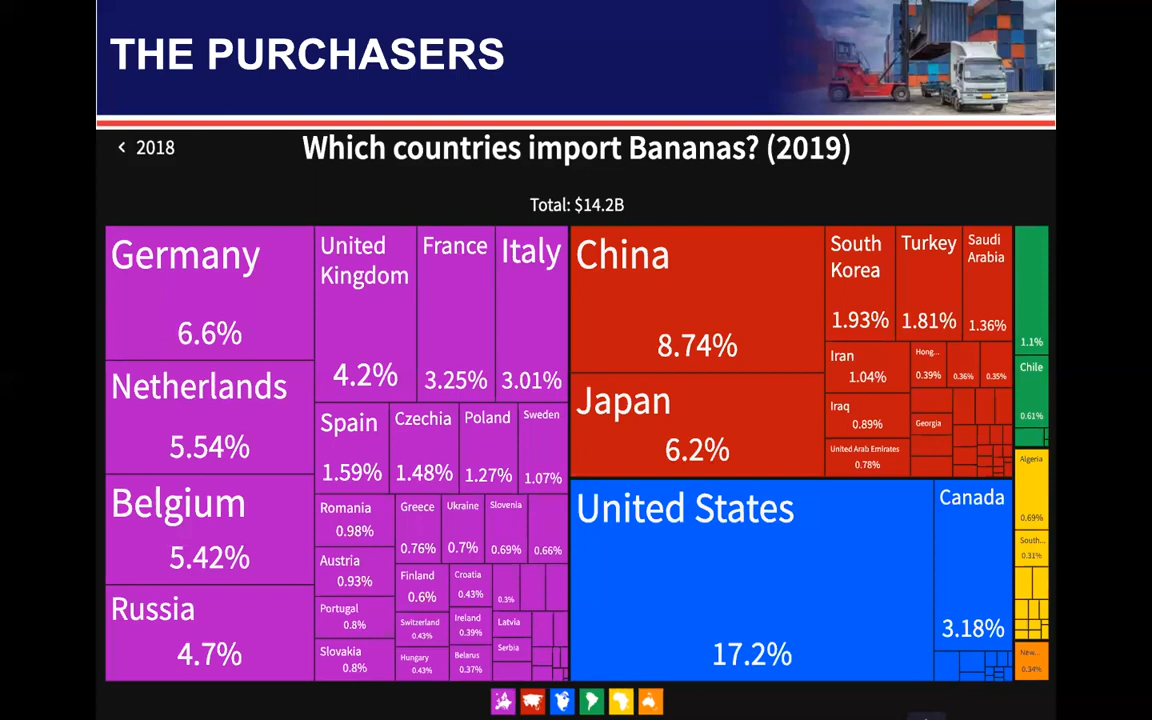 THE PURCHASERS
< 2018
Which countries import Bananas? (2019)
Total: $14.2B
Germany
6.6%
Netherlands
5.54%
Belgium
5.42%
Russia
4.7%
United
Kingdom
4.2%
France
3.25%
Italy
3.01%
Spain
1.59%
Czechia
1.48%
Poland
1.27%
Sweden
1.07%
Romania
0.98%
Austria
0.93%
Portugal
0.8%
Slovakia
0.8%
Greece
0.76%
Ukraine
0.7%
Slovenia
0.69%
0.66%
Finland
0.6%
Croatia
0.43%
0.3%
Switzerland
0.43%
Ireland
0.39%
Latvia
Hungary
0.43%
Belarus
0.37%
Serbia
China
8.74%
Japan
6.2%
South
Korea
1.93%
Turkey
1.81%
Saudi
Arabia
1.36%
Iran
1.04%
Hong...
0.39%
0.36%
0.35%
Iraq
0.89%
Georgia
United Arab Emirates
0.78%
United States
17.2%
Canada
3.18%
1.1%
Chile
0.61%
Algeria
0.69%
South...
0.31%
New...
0.34%